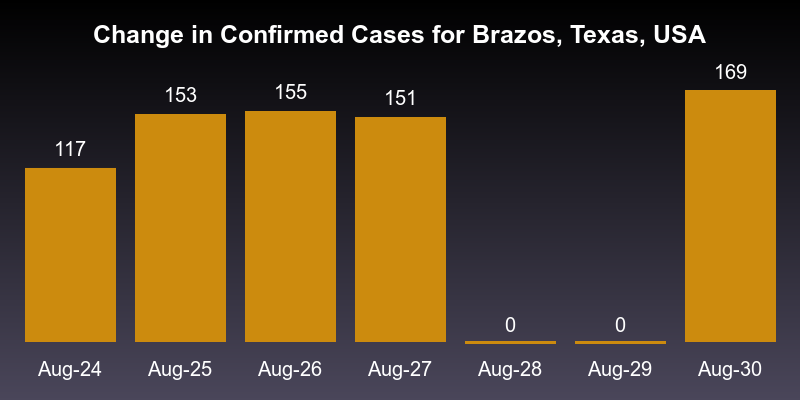 Change in Confirmed Cases for Brazos, Texas, USA
117
153
155
151
0
0
169
Aug-24
Aug-25
Aug-26
Aug-27
Aug-28
Aug-29
Aug-30